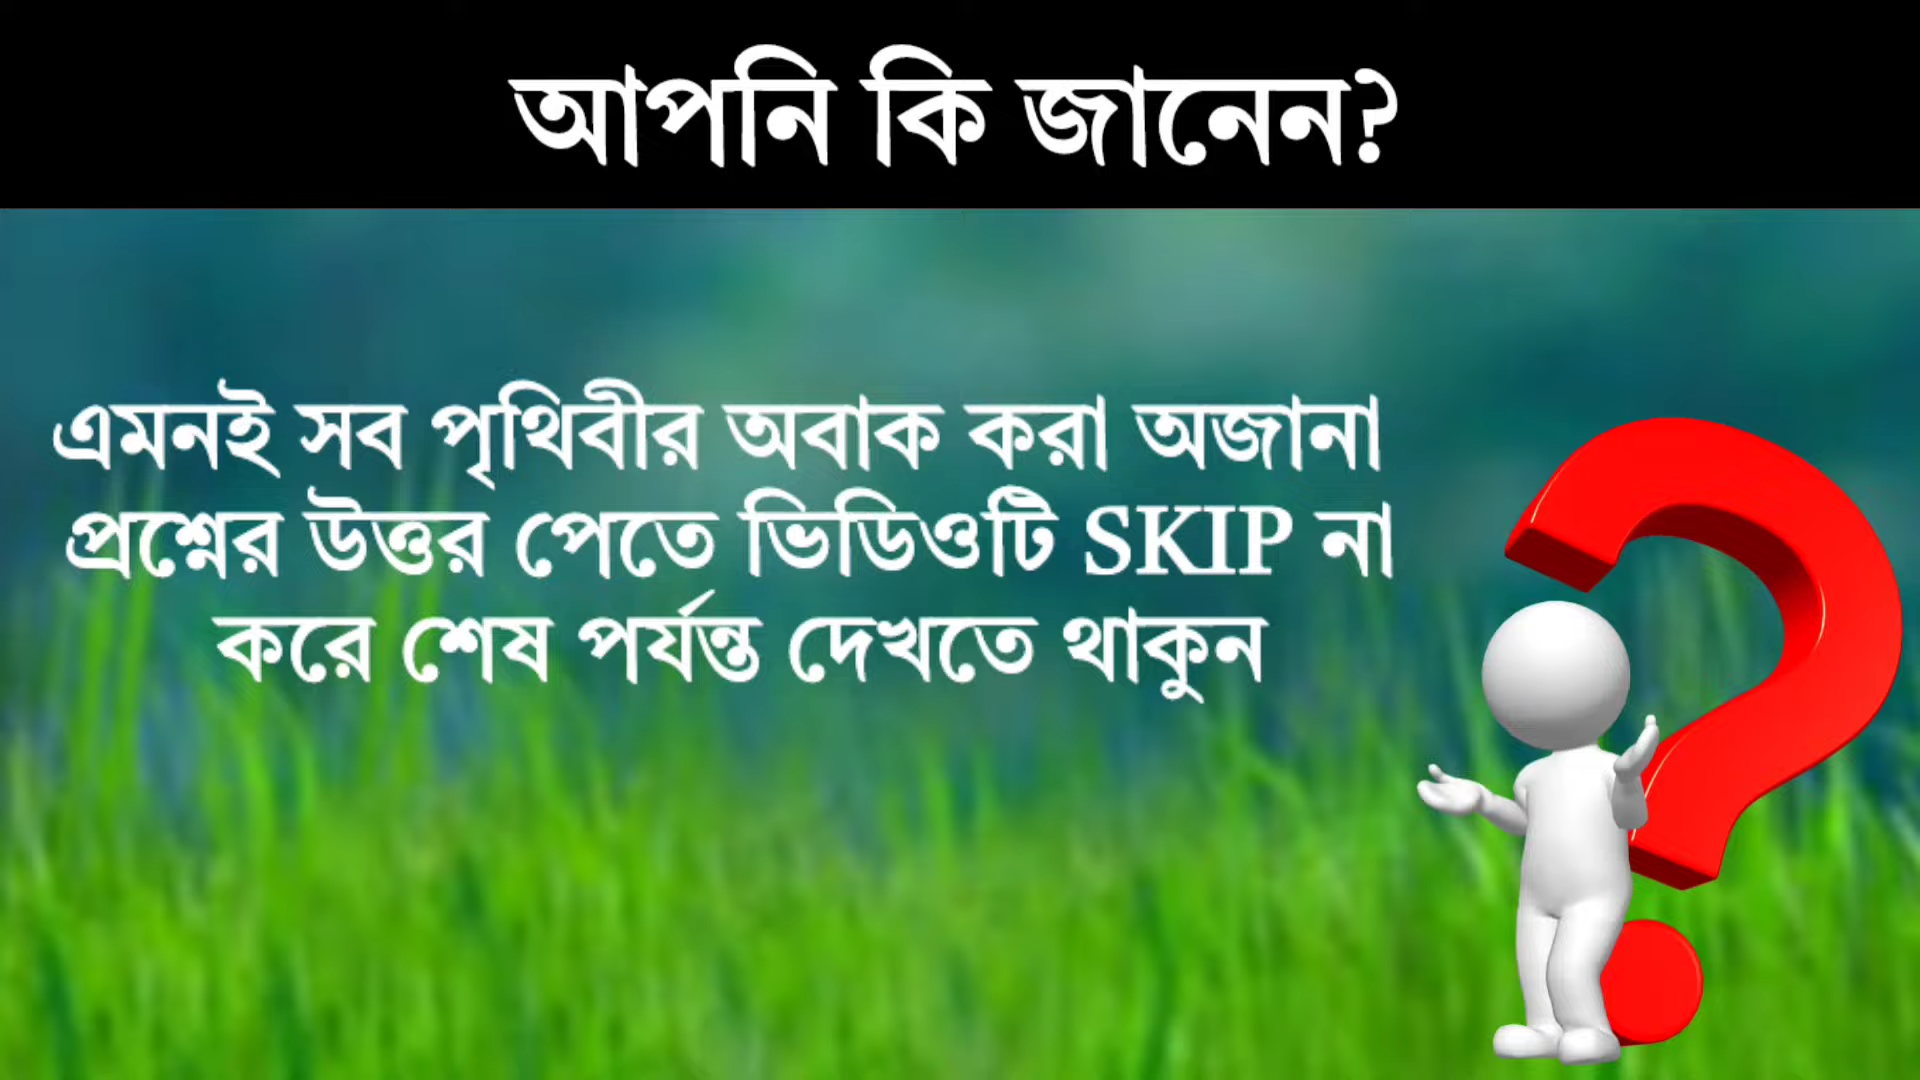 আপনি কি জানেন?
এমনই সব পৃথিবীর অবাক করা অজানা
প্রশ্নের উত্তর পেতে ভিডিওটি SKIP না
করে শেষ পর্যন্ত দেখতে থাকুন